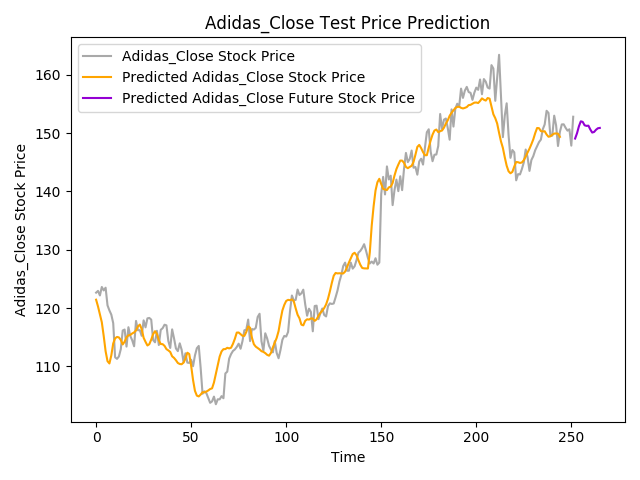 Adidas_Close Test Price Prediction
Adidas_Close Stock Price
Predicted Adidas_Close Stock Price
Predicted Adidas_Close Future Stock Price
Adidas_Close Stock Price
160
150
140
130
120
110
0 50 100 150 200 250
Time